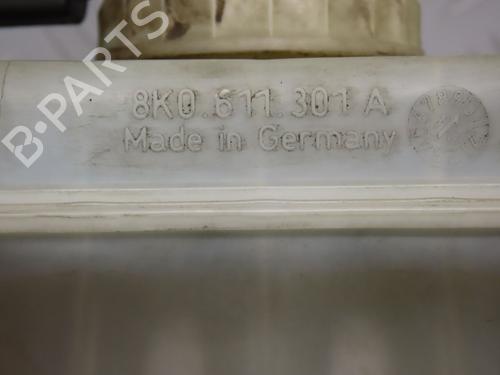 8K0.611.301 A
Made in Germany
B-PARTS